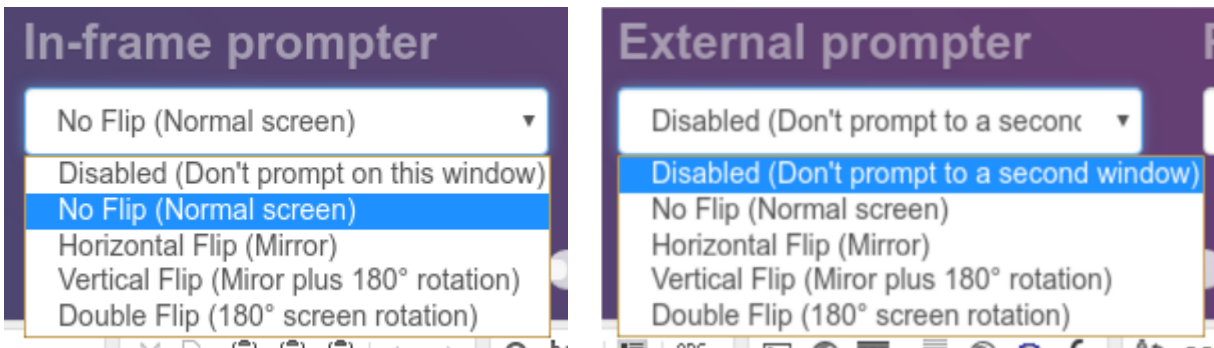 In-frame prompter
No Flip (Normal screen)
Disabled (Don't prompt on this window)
No Flip (Normal screen)
Horizontal Flip (Mirror)
Vertical Flip (Miror plus 180° rotation)
Double Flip (180° screen rotation)
External prompter
Disabled (Don't prompt to a second
Disabled (Don't prompt to a second window)
No Flip (Normal screen)
Horizontal Flip (Mirror)
Vertical Flip (Miror plus 180° rotation)
Double Flip (180° screen rotation)